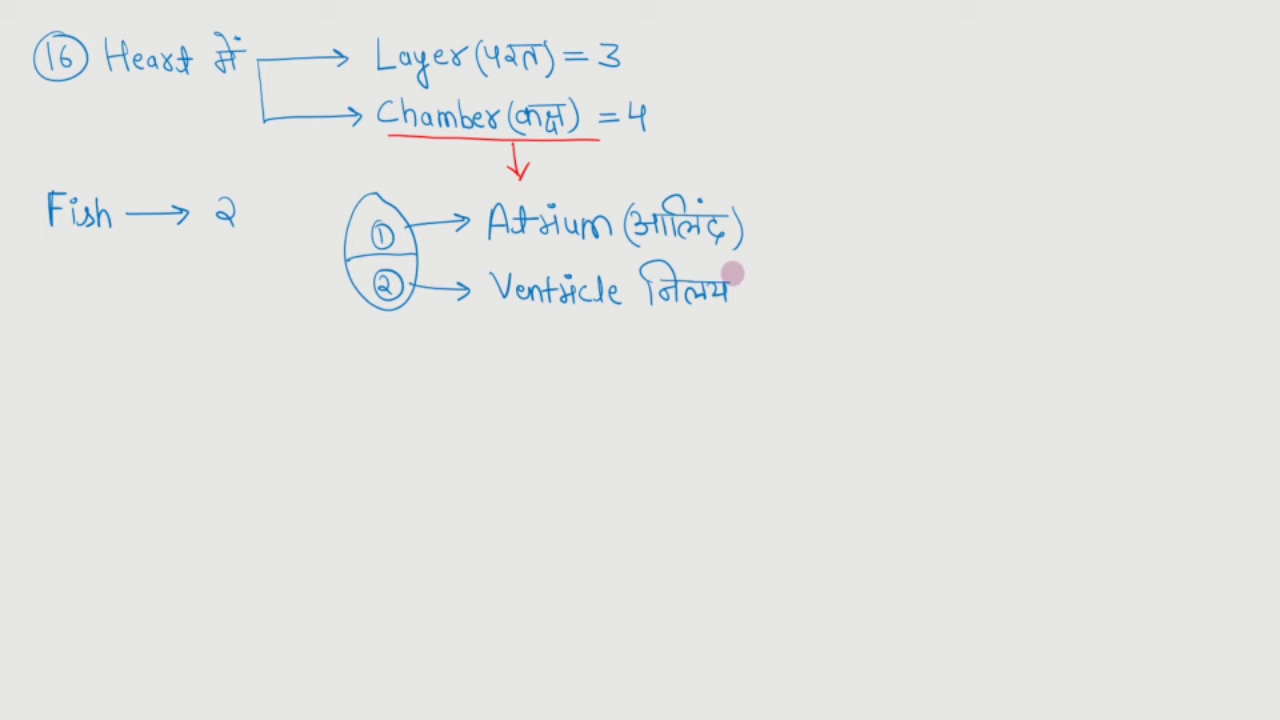 16 Heart में → Layer (परत) = 3
→ Chamber (कक्ष) = 4
Fish → 2
1 → Atrium (आलिंद)
2 → Ventricle निलय